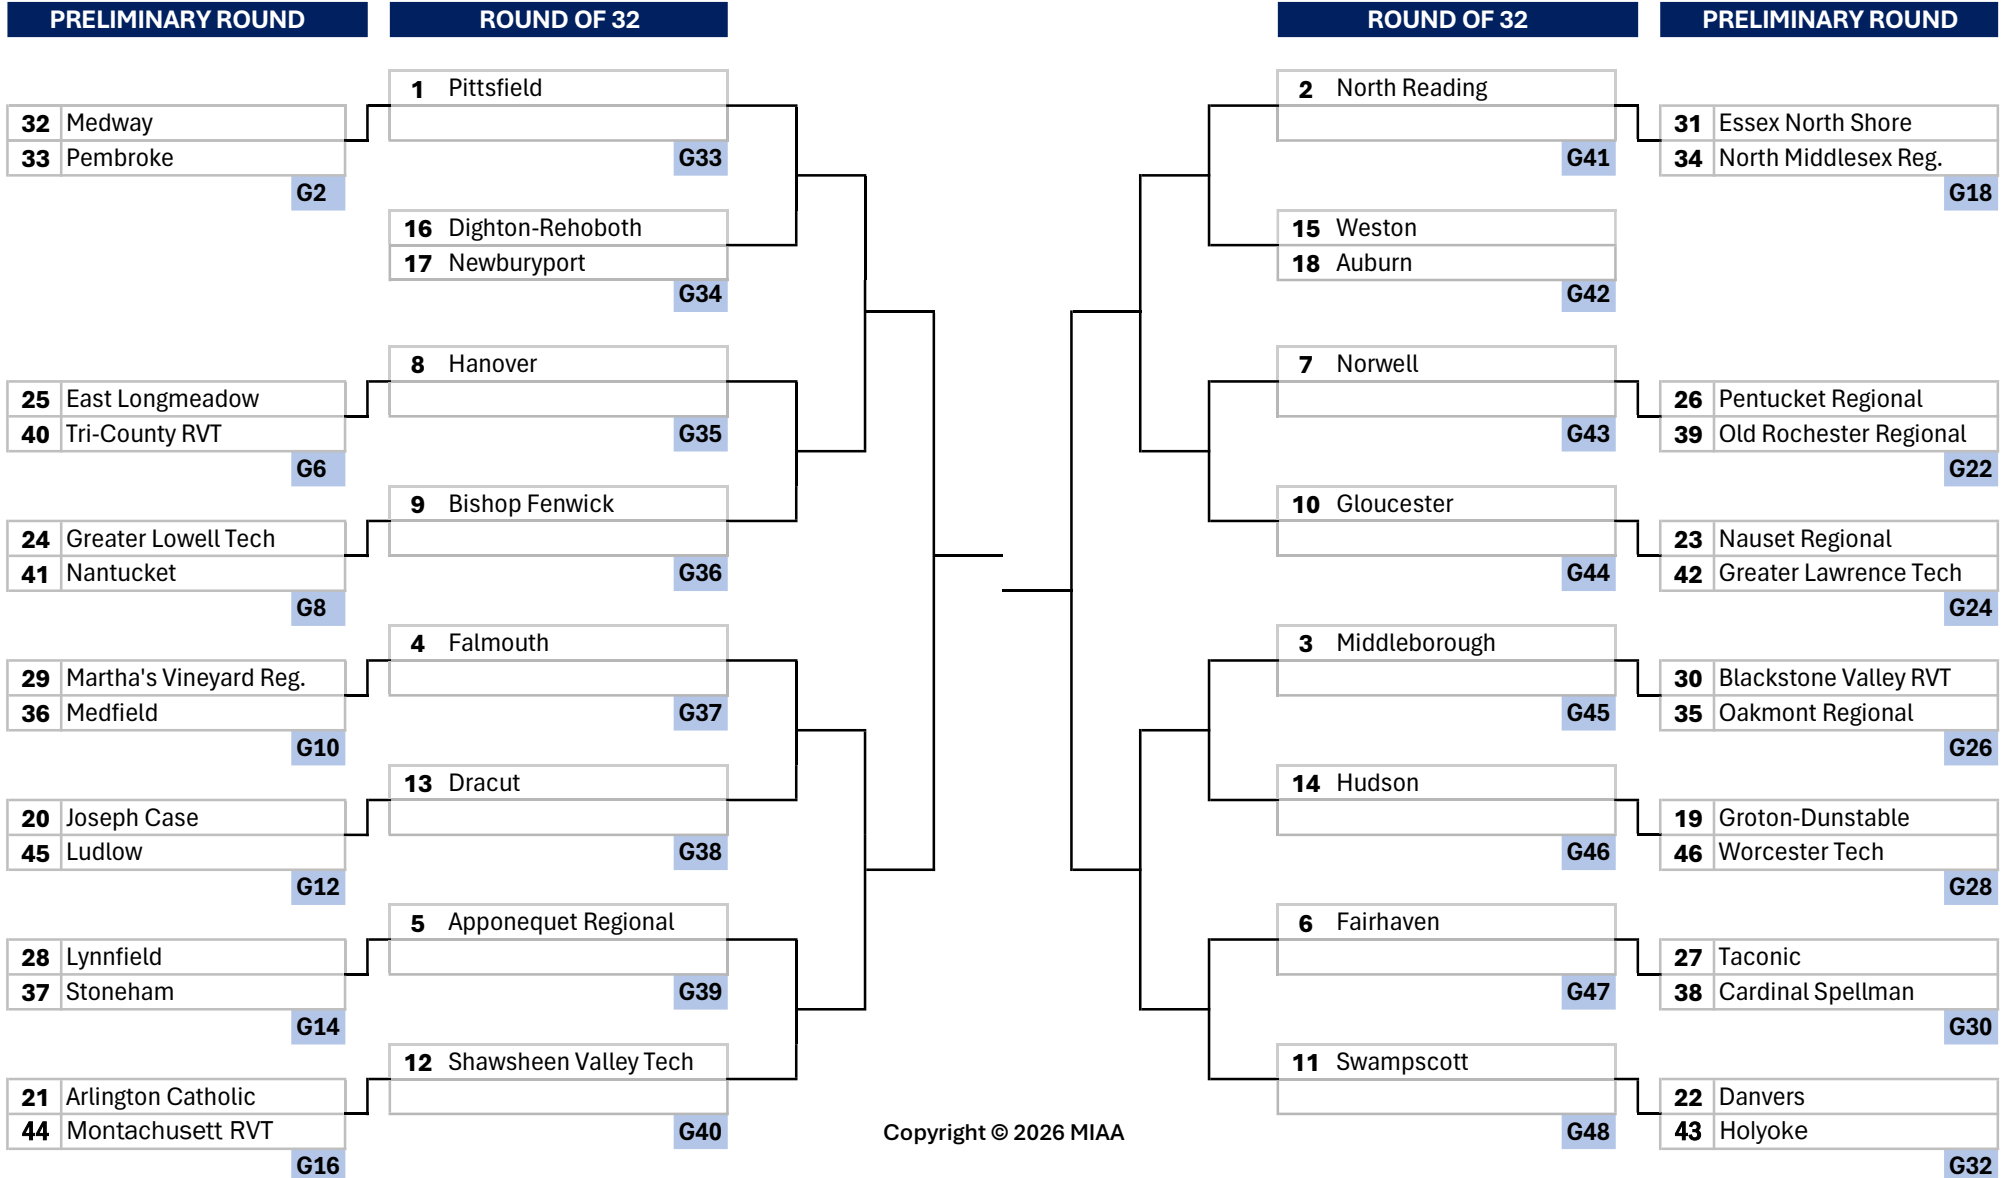 PRELIMINARY ROUND
ROUND OF 32
ROUND OF 32
PRELIMINARY ROUND
32 Medway
33 Pembroke
G2
25 East Longmeadow
40 Tri-County RVT
G6
24 Greater Lowell Tech
41 Nantucket
G8
29 Martha's Vineyard Reg.
36 Medfield
G10
20 Joseph Case
45 Ludlow
G12
28 Lynnfield
37 Stoneham
G14
21 Arlington Catholic
44 Montachusett RVT
G16
1 Pittsfield
G33
16 Dighton-Rehoboth
17 Newburyport
G34
8 Hanover
G35
9 Bishop Fenwick
G36
4 Falmouth
G37
13 Dracut
G38
5 Apponequet Regional
G39
12 Shawsheen Valley Tech
G40
Copyright © 2026 MIAA
2 North Reading
G41
15 Weston
18 Auburn
G42
7 Norwell
G43
10 Gloucester
G44
3 Middleborough
G45
14 Hudson
G46
6 Fairhaven
G47
11 Swampscott
G48
31 Essex North Shore
34 North Middlesex Reg.
G18
26 Pentucket Regional
39 Old Rochester Regional
G22
23 Nauset Regional
42 Greater Lawrence Tech
G24
30 Blackstone Valley RVT
35 Oakmont Regional
G26
19 Groton-Dunstable
46 Worcester Tech
G28
27 Taconic
38 Cardinal Spellman
G30
22 Danvers
43 Holyoke
G32